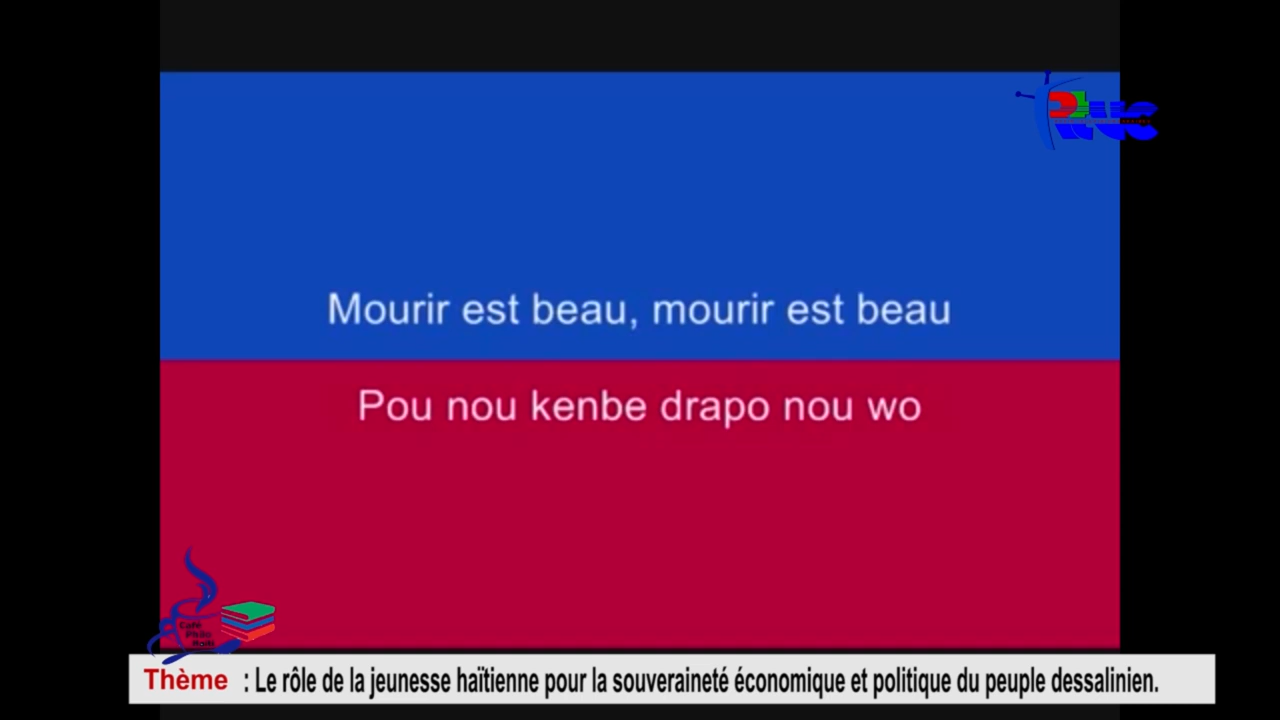 Mourir est beau, mourir est beau
Pou nou kenbe drapo nou wo
Café
Thème : Le rôle de la jeunesse haïtienne pour la souveraineté économique et politique du peuple dessalinien.